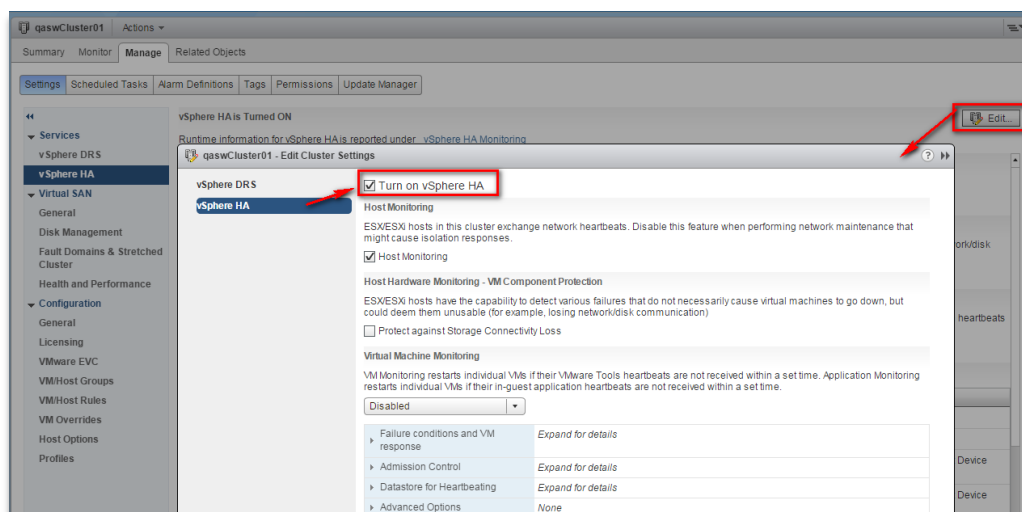 qaswCluster01 Actions
Summary Monitor Manage Related Objects
Settings Scheduled Tasks Alarm Definitions Tags Permissions Update Manager
vSphere HA is Turned ON
Edit...
Runtime information for vSphere HA is reported under vSphere HA Monitoring
Services
vSphere DRS
vSphere HA
Virtual SAN
General
Disk Management
Fault Domains & Stretched
Cluster
Health and Performance
Configuration
General
Licensing
VMware EVC
VM/Host Groups
VM/Host Rules
VM Overrides
Host Options
Profiles
qaswCluster01 - Edit Cluster Settings
?
vSphere DRS
vSphere HA
Turn on vSphere HA
Host Monitoring
ESX/ESXi hosts in this cluster exchange network heartbeats. Disable this feature when performing network maintenance that
might cause isolation responses.
Host Monitoring
Host Hardware Monitoring - VM Component Protection
ESX/ESXi hosts have the capability to detect various failures that do not necessarily cause virtual machines to go down, but
could deem them unusable (for example, losing network/disk communication)
Protect against Storage Connectivity Loss
Virtual Machine Monitoring
VM Monitoring restarts individual VMs if their VMware Tools heartbeats are not received within a set time. Application Monitoring
restarts individual VMs if their in-guest application heartbeats are not received within a set time.
Disabled
Failure conditions and VM
response
Expand for details
Admission Control Expand for details
Datastore for Heartbeating Expand for details
Advanced Options None
ork/disk
heartbeats
Device
Device